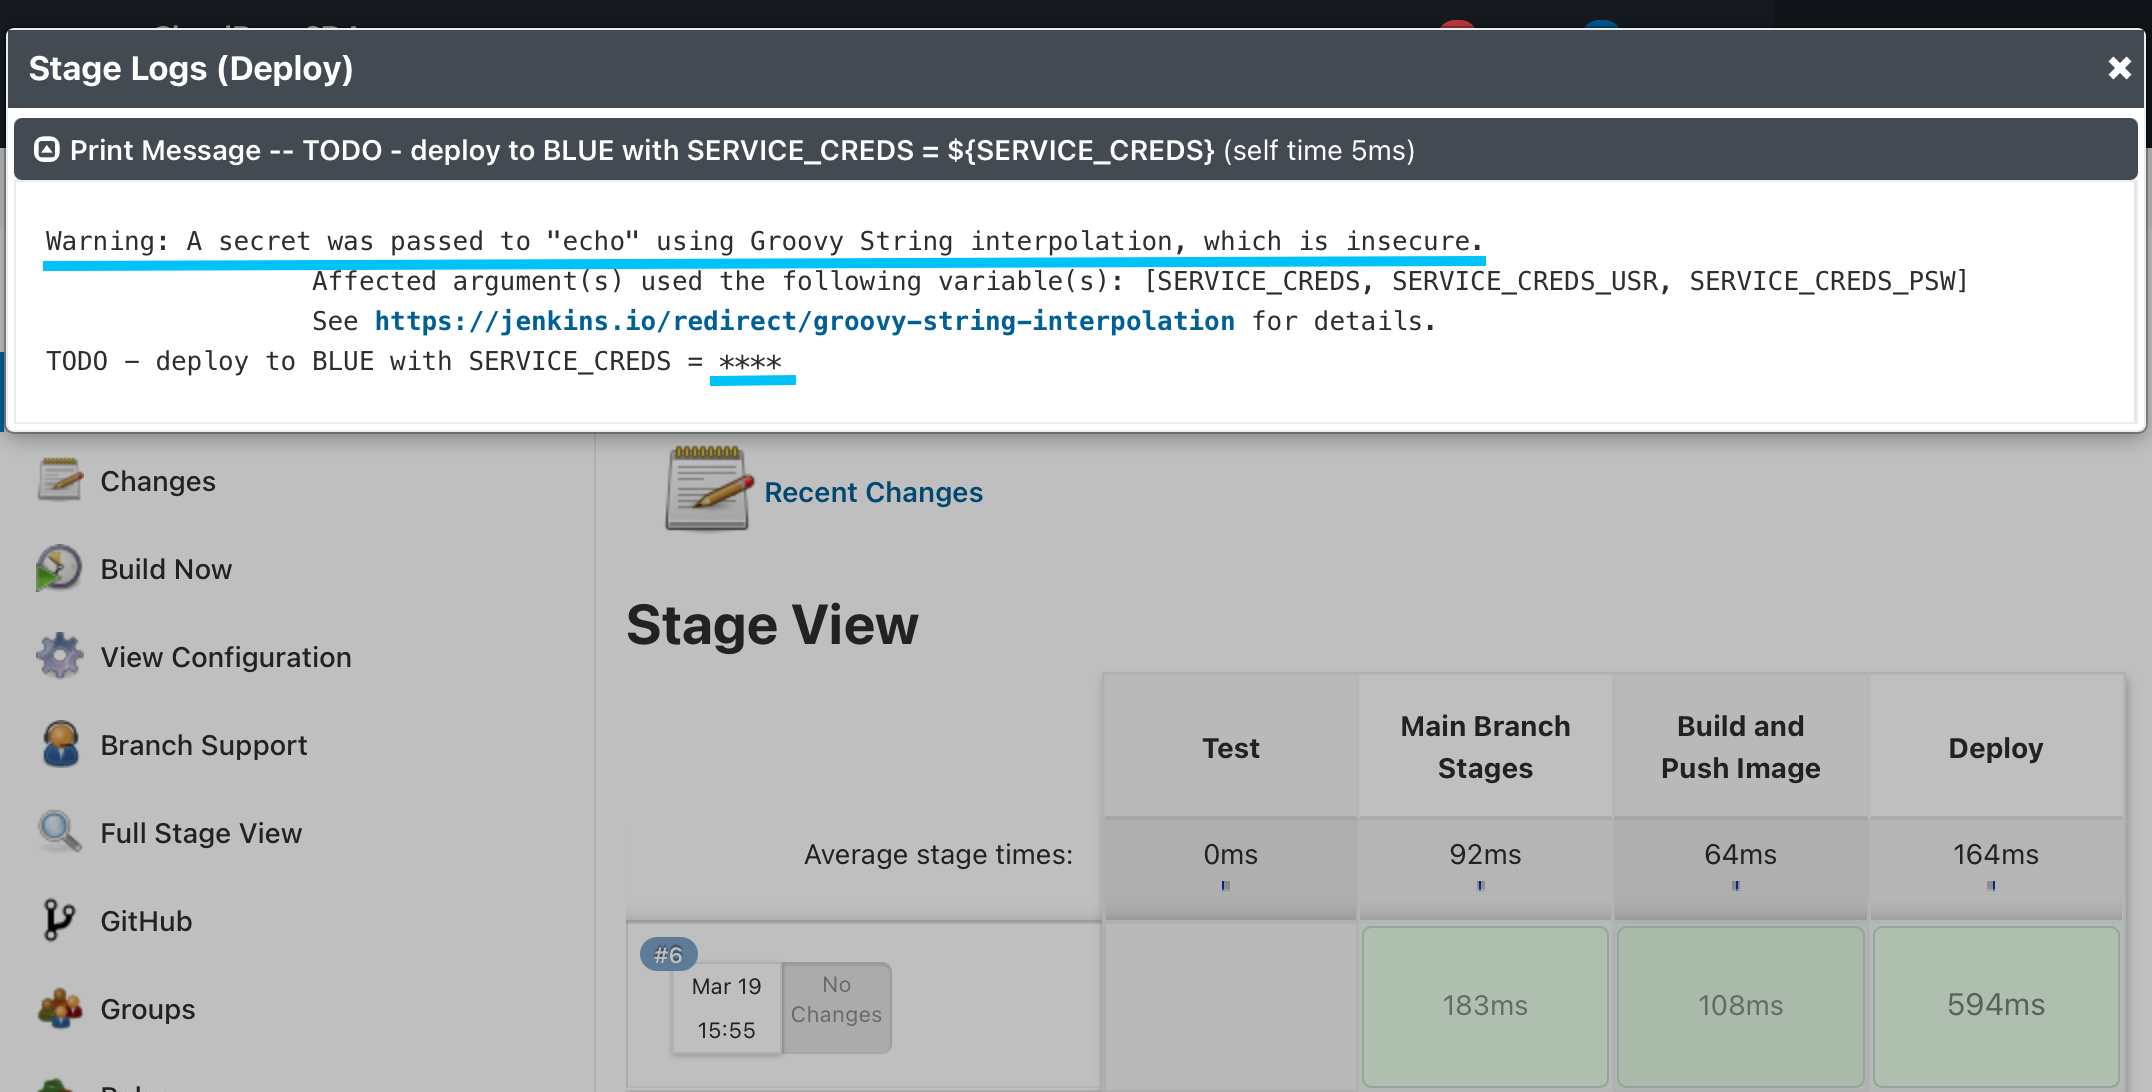 Stage Logs (Deploy)
Print Message -- TODO - deploy to BLUE with SERVICE_CREDS = ${SERVICE_CREDS} (self time 5ms)
Warning: A secret was passed to "echo" using Groovy String interpolation, which is insecure.
Affected argument(s) used the following variable(s): [SERVICE_CREDS, SERVICE_CREDS_USR, SERVICE_CREDS_PSW]
See https://jenkins.io/redirect/groovy-string-interpolation for details.
TODO - deploy to BLUE with SERVICE_CREDS = ****
Changes
Build Now
View Configuration
Branch Support
Full Stage View
GitHub
Groups
Recent Changes
Stage View
Test
Main Branch
Stages
Build and
Push Image
Deploy
Average stage times:
0ms
92ms
64ms
164ms
#6
Mar 19
15:55
No
Changes
183ms
108ms
594ms